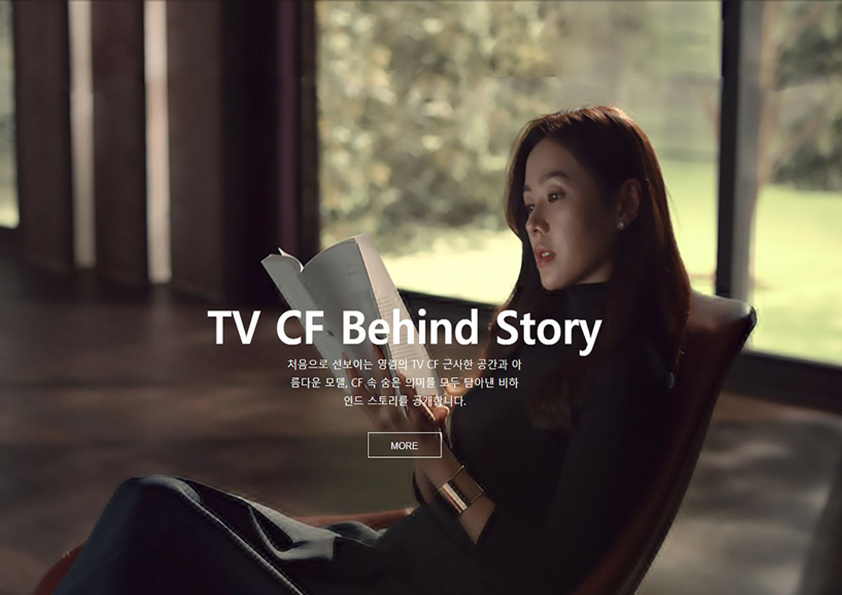 TV CF Behind Story
처음으로 선보이는 영림의 TV CF 근사한 공간과 아
름다운 모델, CF 속 숨은 의미를 모두 담아낸 비하
인드 스토리를 공개합니다.
MORE